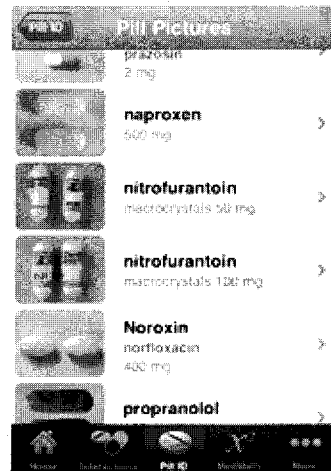 Pill ID
Pill Pictures
prazosin
2 mg
naproxen
500 mg
nitrofurantoin
macrocrystals 50 mg
nitrofurantoin
macrocrystals 100 mg
Noroxin
norfloxacin
400 mg
propranolol
Pill ID
More